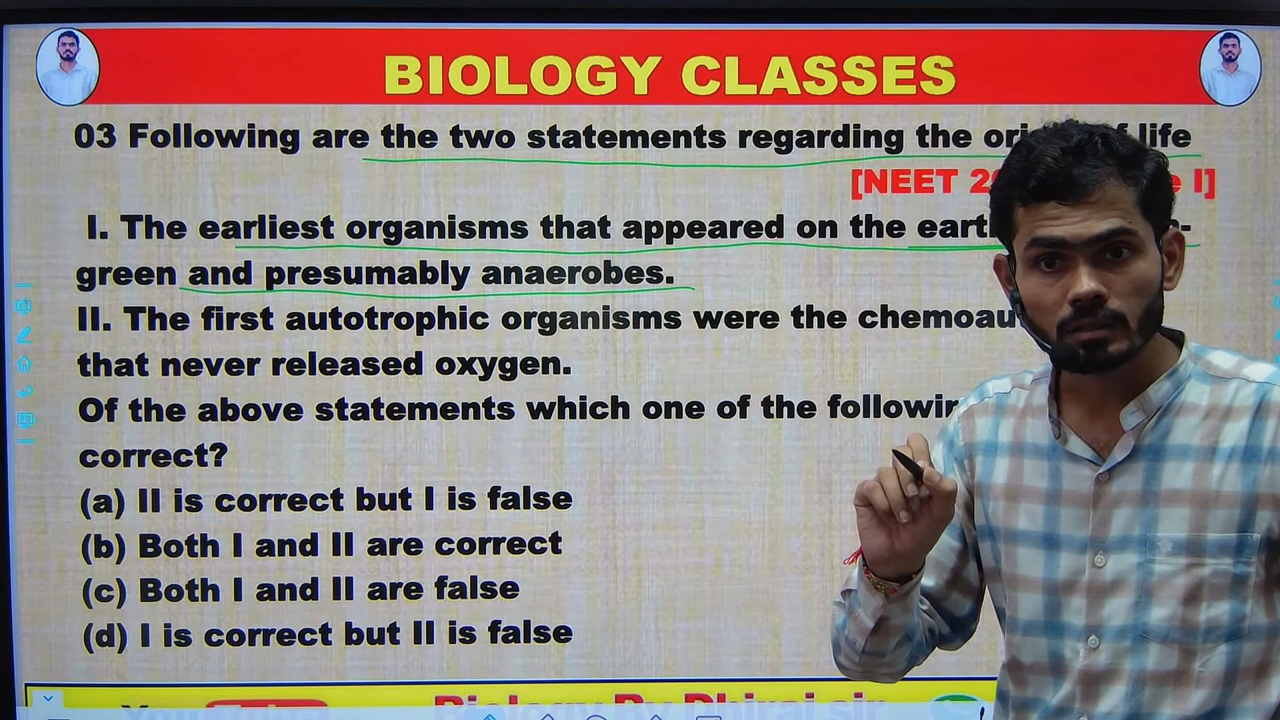 BIOLOGY CLASSES
03 Following are the two statements regarding the of life
[NEET I]
I. The earliest organisms that appeared on the
green and presumably anaerobes.
II. The first autotrophic organisms were the
that never released oxygen.
Of the above statements which one of the
correct?
(a) II is correct but I is false
(b) Both I and II are correct
(c) Both I and II are false
(d) I is correct but II is false